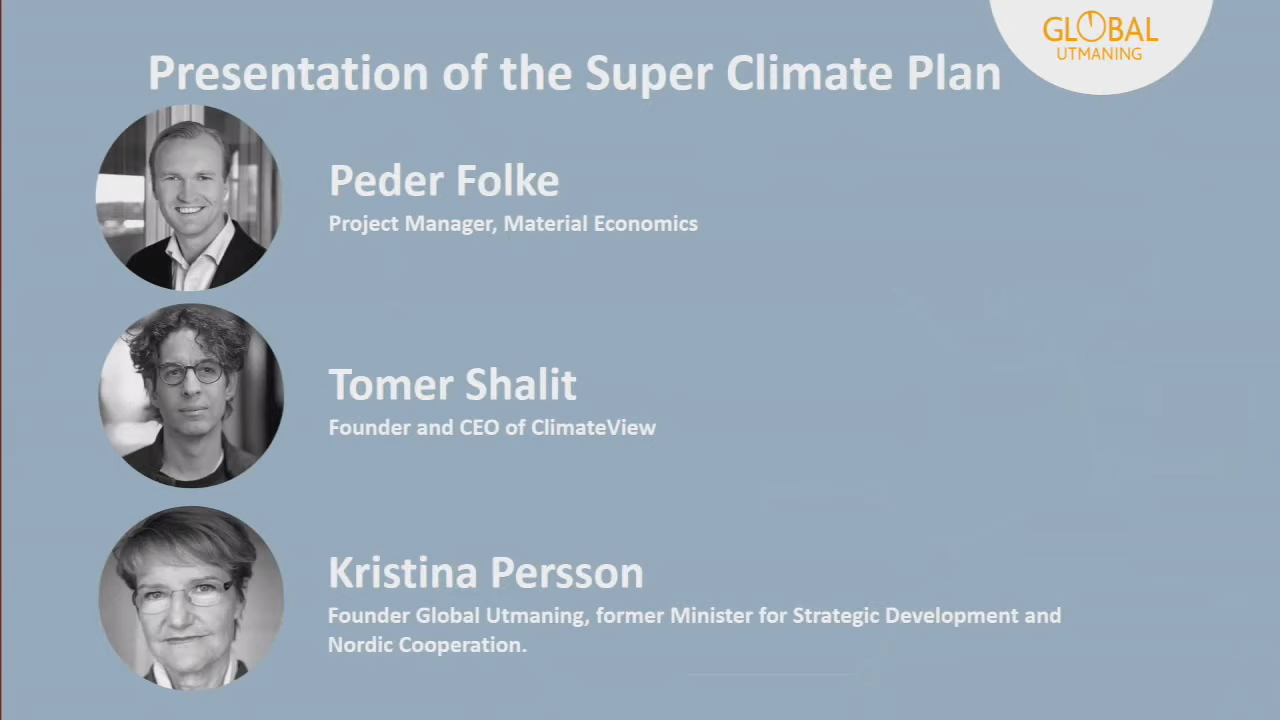 GLOBAL
UTMANING
Presentation of the Super Climate Plan
Peder Folke
Project Manager, Material Economics
Tomer Shalit
Founder and CEO of ClimateView
Kristina Persson
Founder Global Utmaning, former Minister for Strategic Development and
Nordic Cooperation.